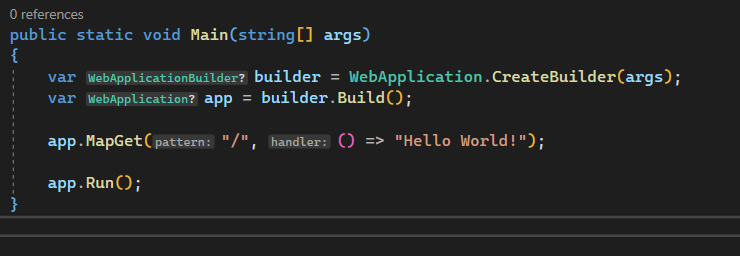 0 references
public static void Main(string[] args)
{
var WebApplicationBuilder? builder = WebApplication.CreateBuilder(args);
var WebApplication? app = builder.Build();
app.MapGet(pattern: "/", handler: () => "Hello World!");
app.Run();
}